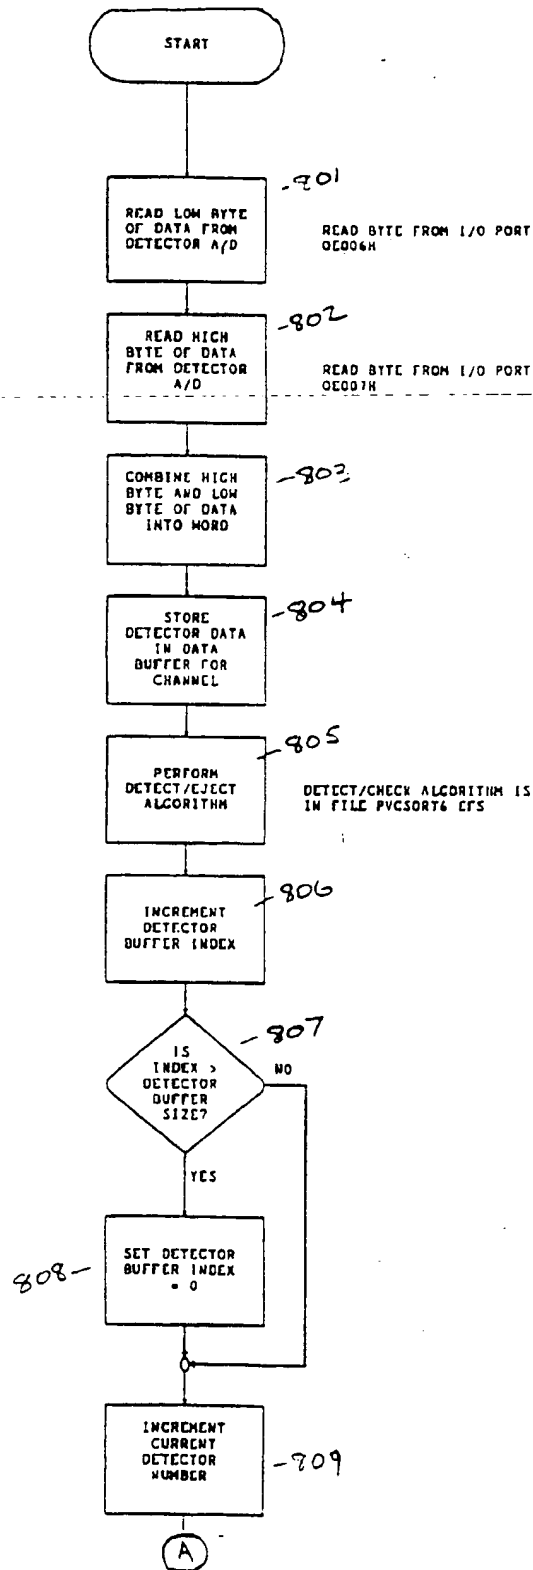 START
-801
READ LOW BYTE
OF DATA FROM
DETECTOR A/D
READ BYTE FROM I/O PORT
0E006H
-802
READ HIGH
BYTE OF DATA
FROM DETECTOR
A/D
READ BYTE FROM I/O PORT
0E007H
-803
COMBINE HIGH
BYTE AND LOW
BYTE OF DATA
INTO WORD
-804
STORE
DETECTOR DATA
IN DATA
BUFFER FOR
CHANNEL
805
PERFORM
DETECT/EJECT
ALGORITHM
DETECT/CHECK ALGORITHM IS
IN FILE PVCSORT6 EFS
806
INCREMENT
DETECTOR
BUFFER INDEX
-807
IS
INDEX >
DETECTOR
BUFFER
SIZE?
NO
YES
808-
SET DETECTOR
BUFFER INDEX
= 0
INCREMENT
CURRENT
DETECTOR
NUMBER
-809
A